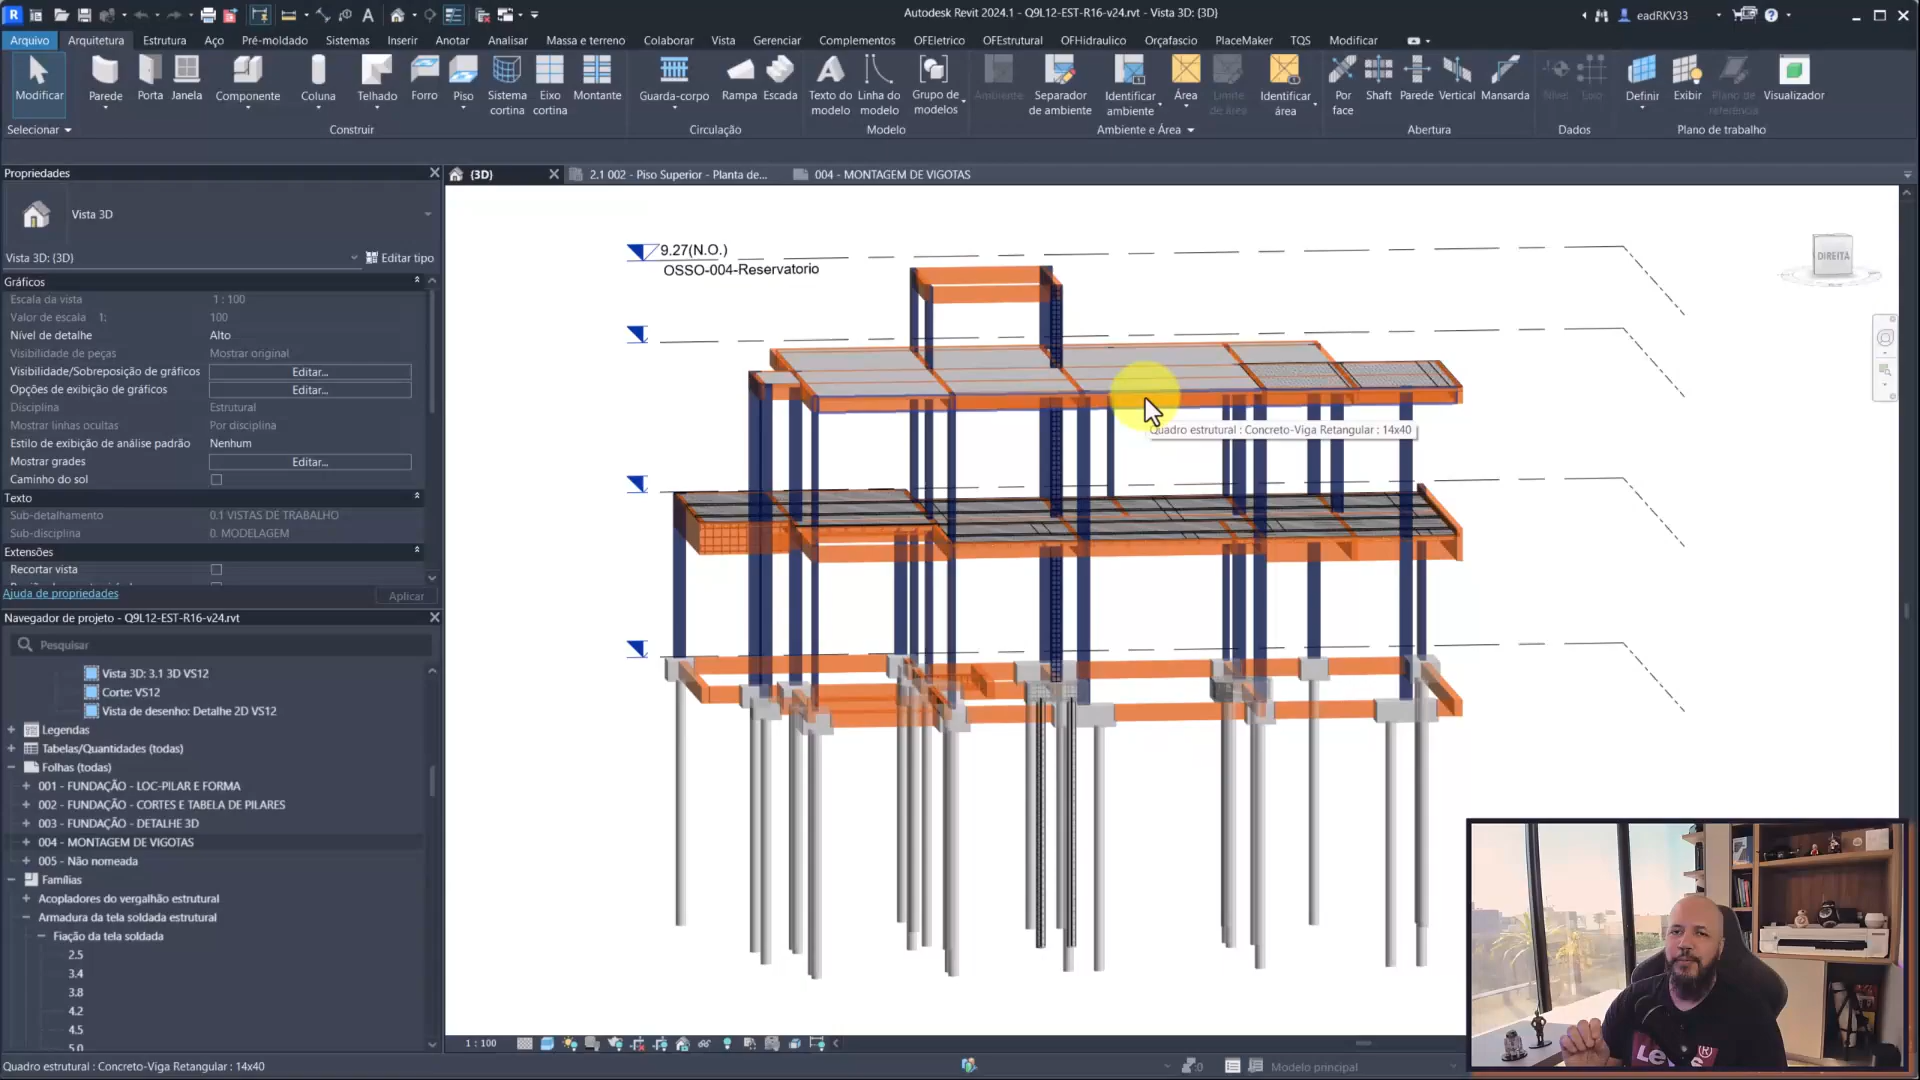 Autodesk Revit 2024.1 - Q9L12-EST-R16-v24.rvt - Vista 3D: {3D}
eadRKV33
Arquivo Arquitetura Estrutura Aço Pré-moldado Sistemas Inserir Anotar Analisar Massa e terreno Colaborar Vista Gerenciar Complementos OFEletrico OFEstrutural OFHidraulico Orçafascio PlaceMaker TQS Modificar
Modificar Parede Porta Janela Componente Coluna Telhado Forro Piso Sistema cortina Eixo cortina Montante Guarda-corpo Rampa Escada Texto do modelo Linha do modelo Grupo de modelos Ambiente Separador de ambiente Identificar ambiente Área Limite de área Identificar área Por face Shaft Parede Vertical Mansarda Nível Eixo Definir Exibir Plano de referência Visualizador
Selecionar Construir Circulação Modelo Ambiente e Área Abertura Dados Plano de trabalho
Propriedades
{3D} 2.1 002 - Piso Superior - Planta de... 004 - MONTAGEM DE VIGOTAS
Vista 3D
Vista 3D: {3D} Editar tipo
Gráficos
Escala da vista 1 : 100
Valor de escala 1: 100
Nível de detalhe Alto
Visibilidade de peças Mostrar original
Visibilidade/Sobreposição de gráficos Editar...
Opções de exibição de gráficos Editar...
Disciplina Estrutural
Mostrar linhas ocultas Por disciplina
Estilo de exibição de análise padrão Nenhum
Mostrar grades Editar...
Caminho do sol
Texto
Sub-detalhamento 0.1 VISTAS DE TRABALHO
Sub-disciplina 0. MODELAGEM
Extensões
Recortar vista
Ajuda de propriedades Aplicar
Navegador de projeto - Q9L12-EST-R16-v24.rvt
Pesquisar
Vista 3D: 3.1 3D VS12
Corte: VS12
Vista de desenho: Detalhe 2D VS12
Legendas
Tabelas/Quantidades (todas)
Folhas (todas)
001 - FUNDAÇÃO - LOC-PILAR E FORMA
002 - FUNDAÇÃO - CORTES E TABELA DE PILARES
003 - FUNDAÇÃO - DETALHE 3D
004 - MONTAGEM DE VIGOTAS
005 - Não nomeada
Famílias
Acopladores do vergalhão estrutural
Armadura da tela soldada estrutural
Fiação da tela soldada
2.5
3.4
3.8
4.2
4.5
5.0
9.27(N.O.)
OSSO-004-Reservatorio
DIREITA
Quadro estrutural : Concreto-Viga Retangular : 14x40
1 : 100
Quadro estrutural : Concreto-Viga Retangular : 14x40
:0
Modelo principal